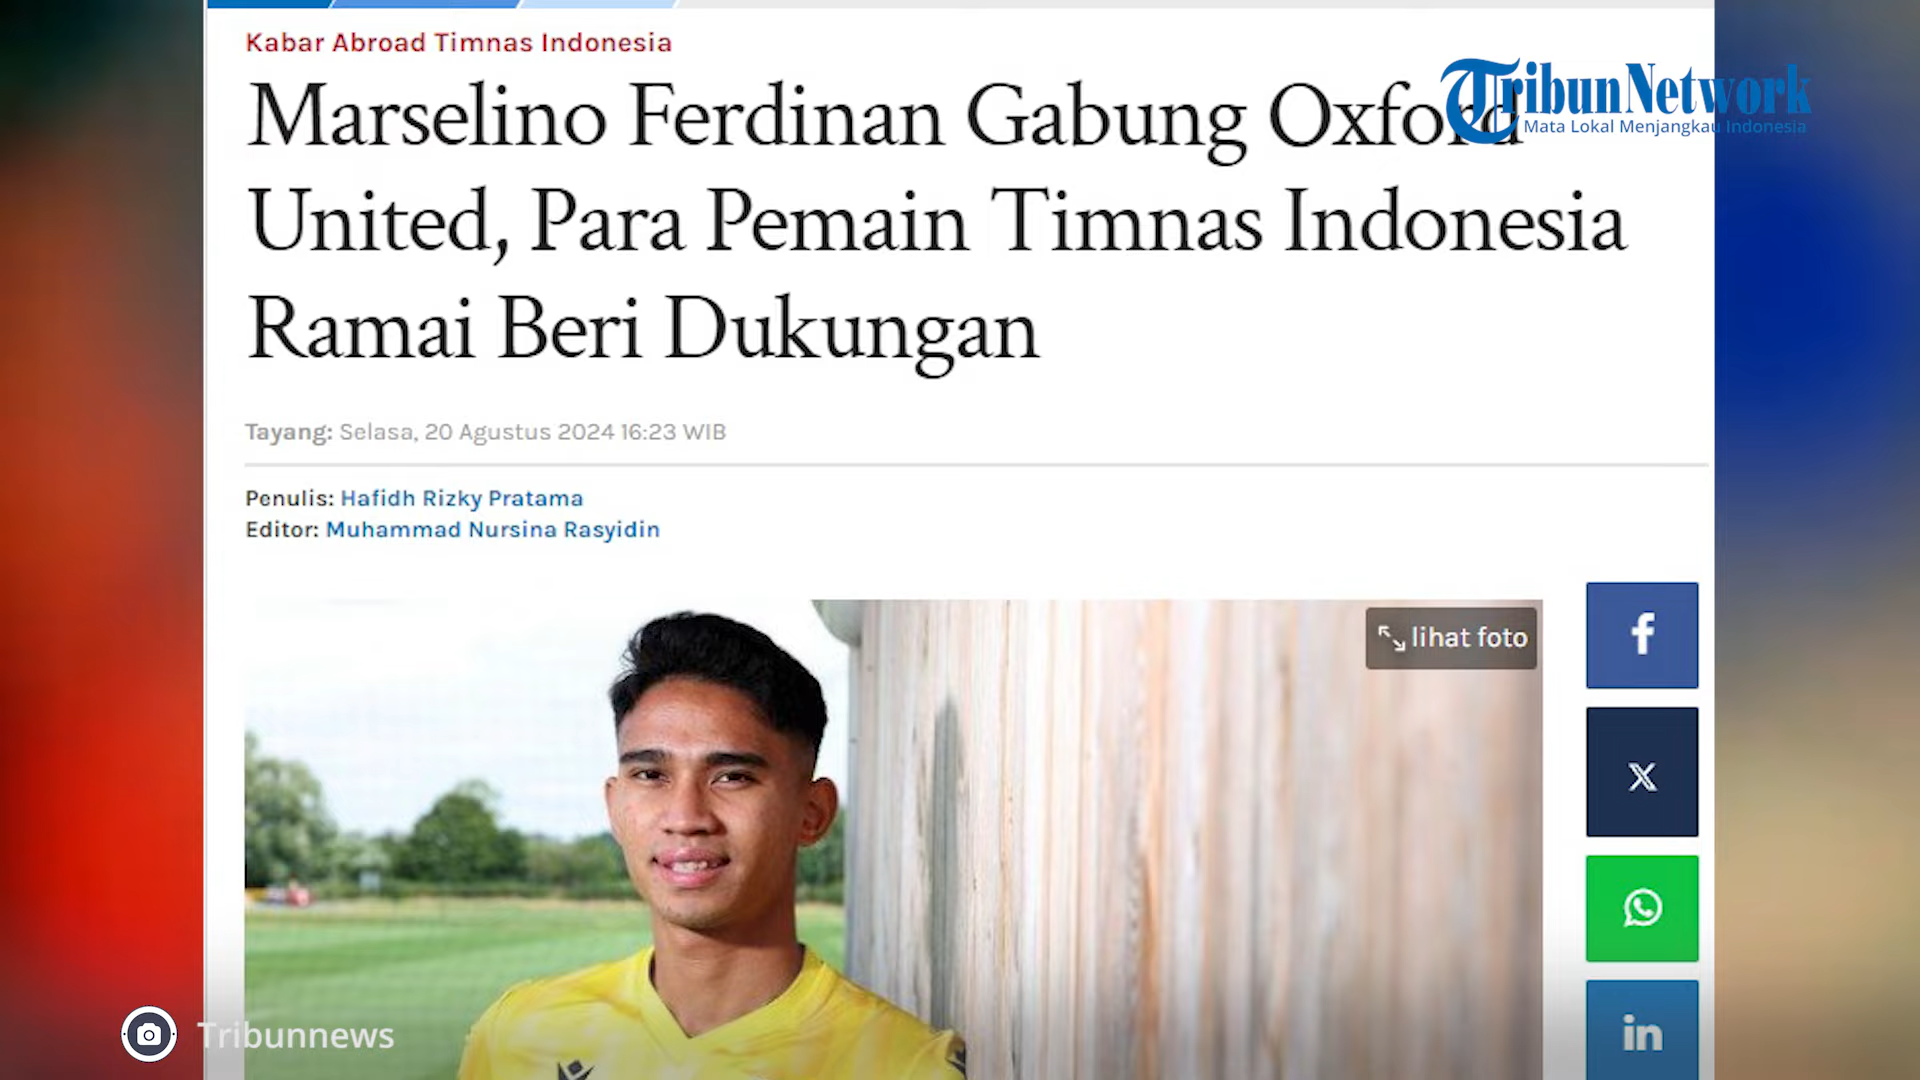 Kabar Abroad Timnas Indonesia
TribunNetwork
Mata Lokal Menjangkau Indonesia
Marselino Ferdinan Gabung Oxford
United, Para Pemain Timnas Indonesia
Ramai Beri Dukungan
Tayang: Selasa, 20 Agustus 2024 16:23 WIB
Penulis: Hafidh Rizky Pratama
Editor: Muhammad Nursina Rasyidin
lihat foto
f
X
in
Tribunnews